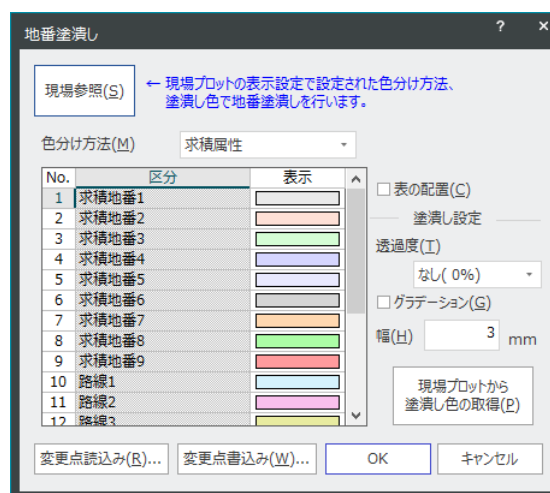 地番塗潰し
? ×
現場参照(S)
← 現場プロットの表示設定で設定された色分け方法、
塗潰し色で地番塗潰しを行います。
色分け方法(M) 求積属性
No. 区分 表示
1 求積地番1
2 求積地番2
3 求積地番3
4 求積地番4
5 求積地番5
6 求積地番6
7 求積地番7
8 求積地番8
9 求積地番9
10 路線1
11 路線2
12 路線3
表の配置(C)
塗潰し設定
透過度(T)
なし( 0%)
グラデーション(G)
幅(H) 3 mm
現場プロットから
塗潰し色の取得(P)
変更点読込み(R)... 変更点書込み(W)... OK キャンセル